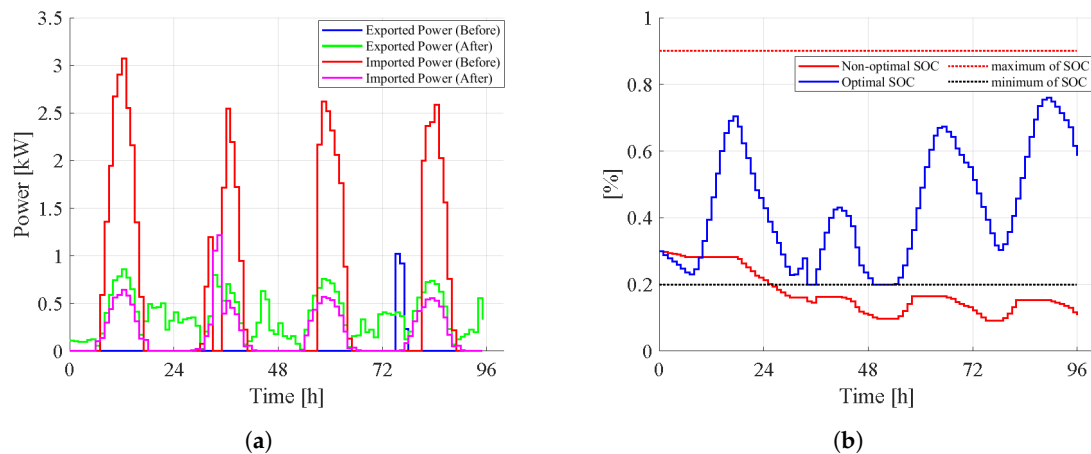 3.5
3
2.5
2
1.5
1
0.5
0
Power [kW]
Exported Power (Before)
Exported Power (After)
Imported Power (Before)
Imported Power (After)
0 24 48 72 96
Time [h]
(a)
1
0.8
0.6
0.4
0.2
0
[%]
Non-optimal SOC maximum of SOC
Optimal SOC minimum of SOC
0 24 48 72 96
Time [h]
(b)